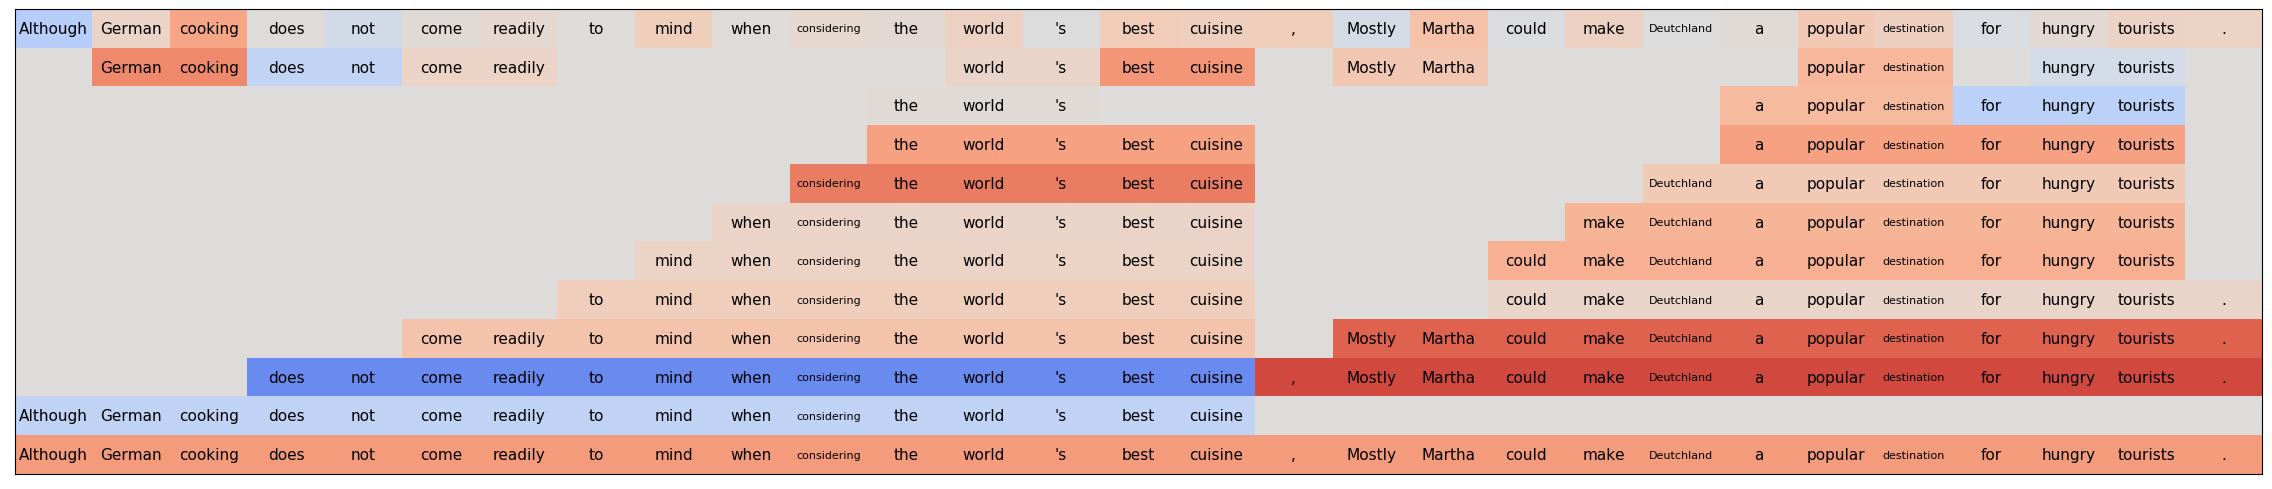 Although German cooking does not come readily to mind when considering the world 's best cuisine , Mostly Martha could make Deutchland a popular destination for hungry tourists .
German cooking does not come readily world 's best cuisine Mostly Martha popular destination hungry tourists
the world 's a popular destination for hungry tourists
the world 's best cuisine a popular destination for hungry tourists
considering the world 's best cuisine Deutchland a popular destination for hungry tourists
when considering the world 's best cuisine make Deutchland a popular destination for hungry tourists
mind when considering the world 's best cuisine could make Deutchland a popular destination for hungry tourists
to mind when considering the world 's best cuisine could make Deutchland a popular destination for hungry tourists .
come readily to mind when considering the world 's best cuisine Mostly Martha could make Deutchland a popular destination for hungry tourists .
does not come readily to mind when considering the world 's best cuisine , Mostly Martha could make Deutchland a popular destination for hungry tourists .
Although German cooking does not come readily to mind when considering the world 's best cuisine
Although German cooking does not come readily to mind when considering the world 's best cuisine , Mostly Martha could make Deutchland a popular destination for hungry tourists .